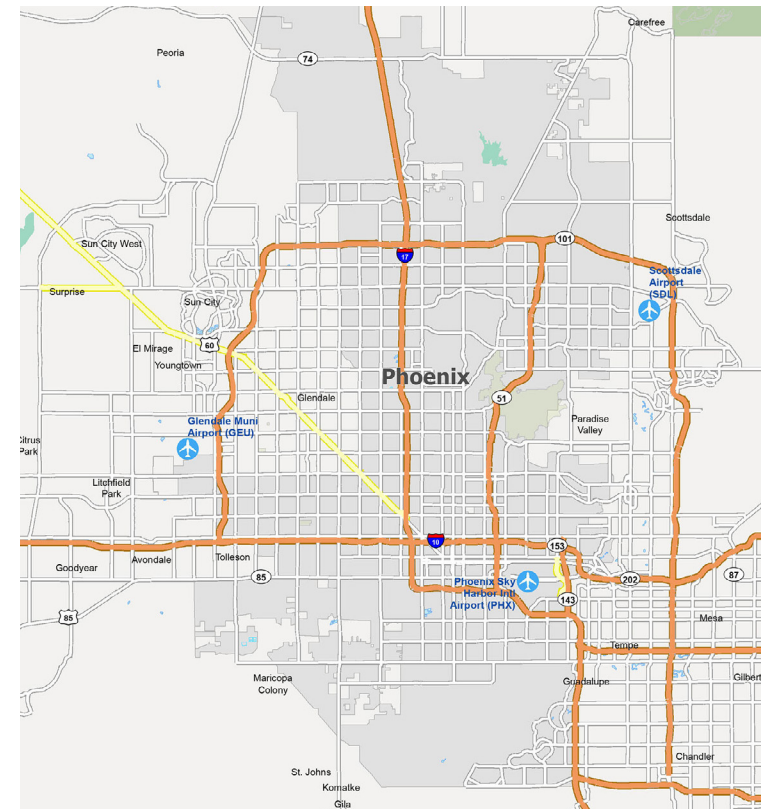 Carefree
Peoria
74
Scottsdale
101
Sun City West
17
Scottsdale
Airport
(SDL)
Surprise
Sun City
60
El Mirage
Youngtown
Phoenix
Glendale
51
Paradise
Valley
Glendale Muni
Airport (GEU)
Citrus
Park
Litchfield
Park
10
153
Avondale
Tolleson
Goodyear
85
Phoenix Sky
Harbor Intl
Airport (PHX)
202
87
143
85
Mesa
Tempe
Maricopa
Colony
Guadalupe
Gilbert
Chandler
St. Johns
Komalke
Gila